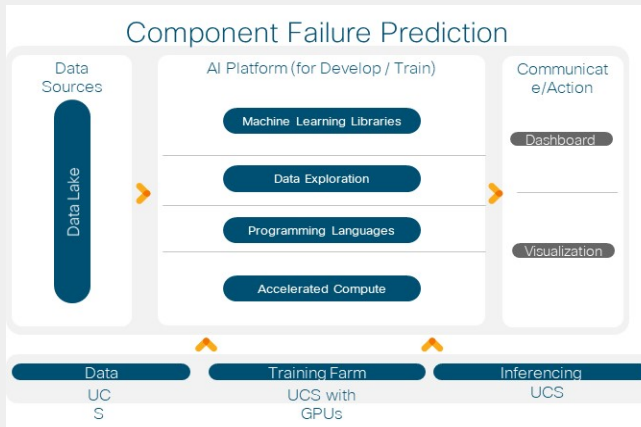 Component Failure Prediction
Data
Sources
Data Lake
AI Platform (for Develop / Train)
Machine Learning Libraries
Data Exploration
Programming Languages
Accelerated Compute
Communicat
e/Action
Dashboard
Visualization
Data
UC
S
Training Farm
UCS with
GPUs
Inferencing
UCS